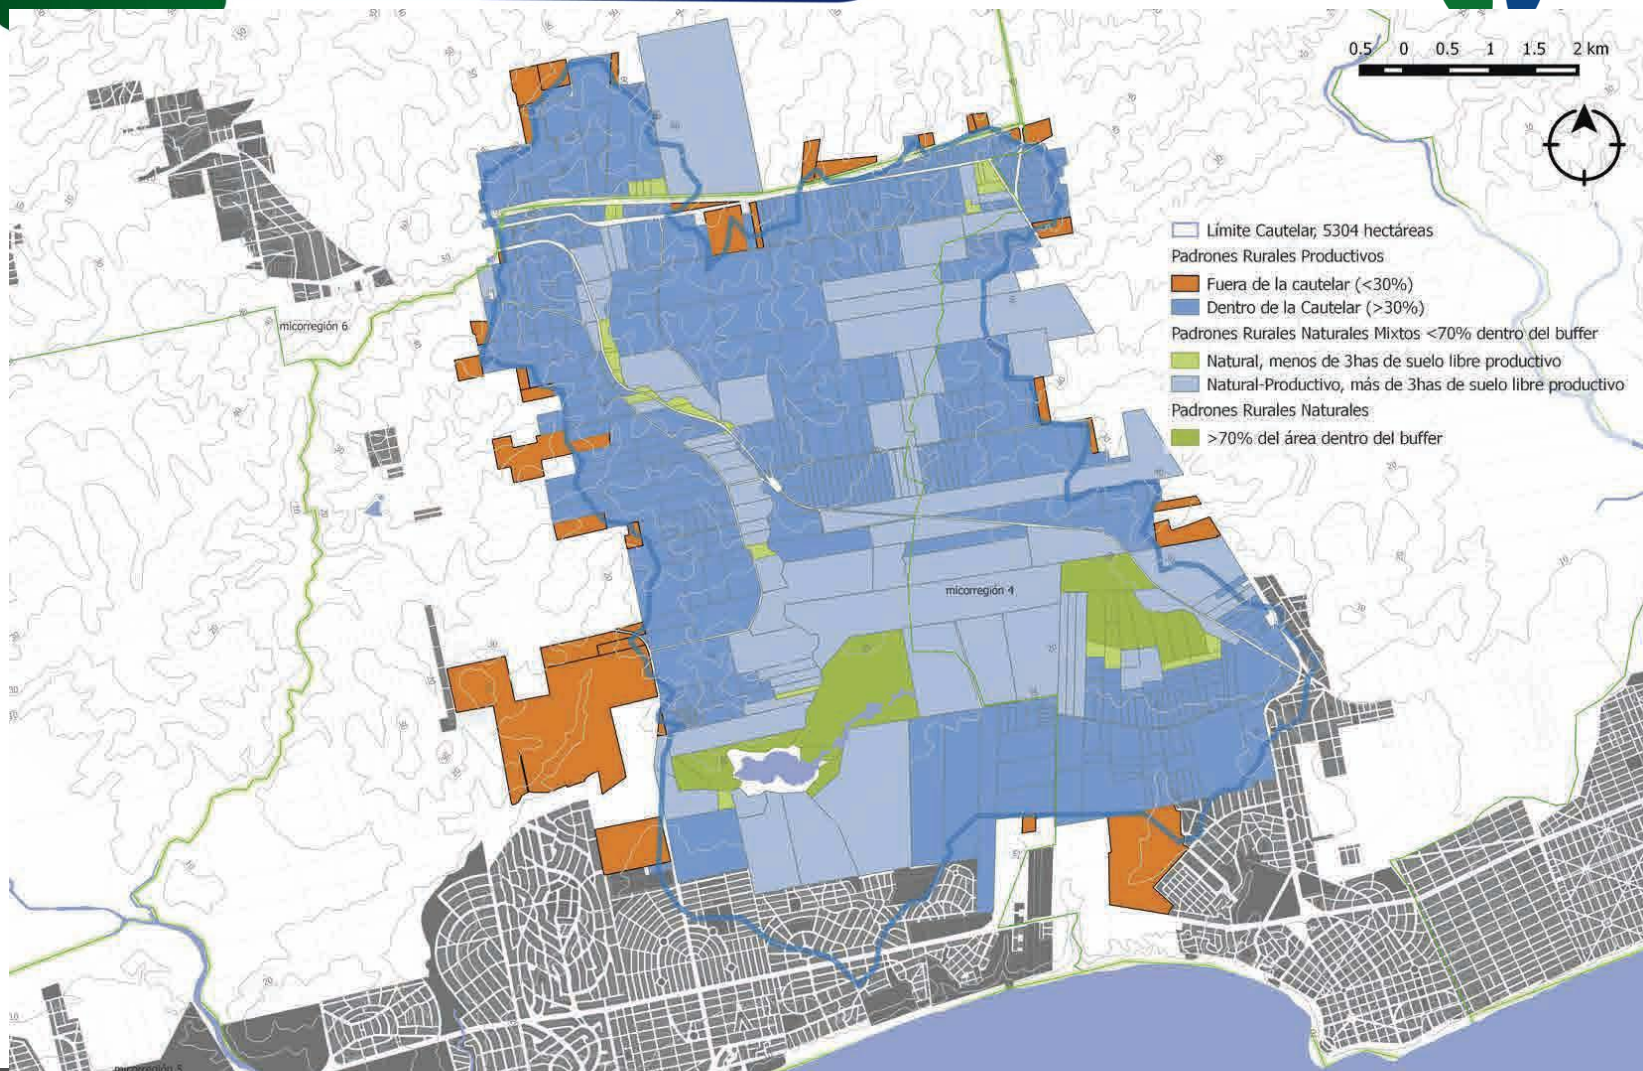 0.5 0 0.5 1 1.5 2 km
Límite Cautelar, 5304 hectáreas
Padrones Rurales Productivos
Fuera de la cautelar (<30%)
Dentro de la Cautelar (>30%)
Padrones Rurales Naturales Mixtos <70% dentro del buffer
Natural, menos de 3has de suelo libre productivo
Natural-Productivo, más de 3has de suelo libre productivo
Padrones Rurales Naturales
>70% del área dentro del buffer
micorregión 6
micorregión 4
micorregión 5